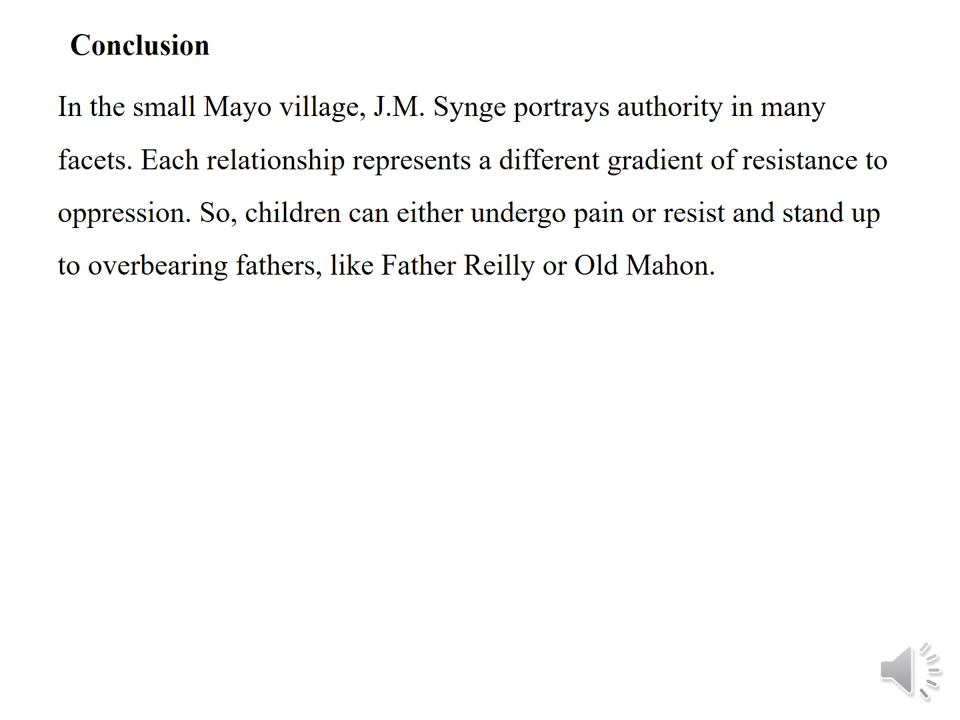 Conclusion
In the small Mayo village, J.M. Synge portrays authority in many
facets. Each relationship represents a different gradient of resistance to
oppression. So, children can either undergo pain or resist and stand up
to overbearing fathers, like Father Reilly or Old Mahon.